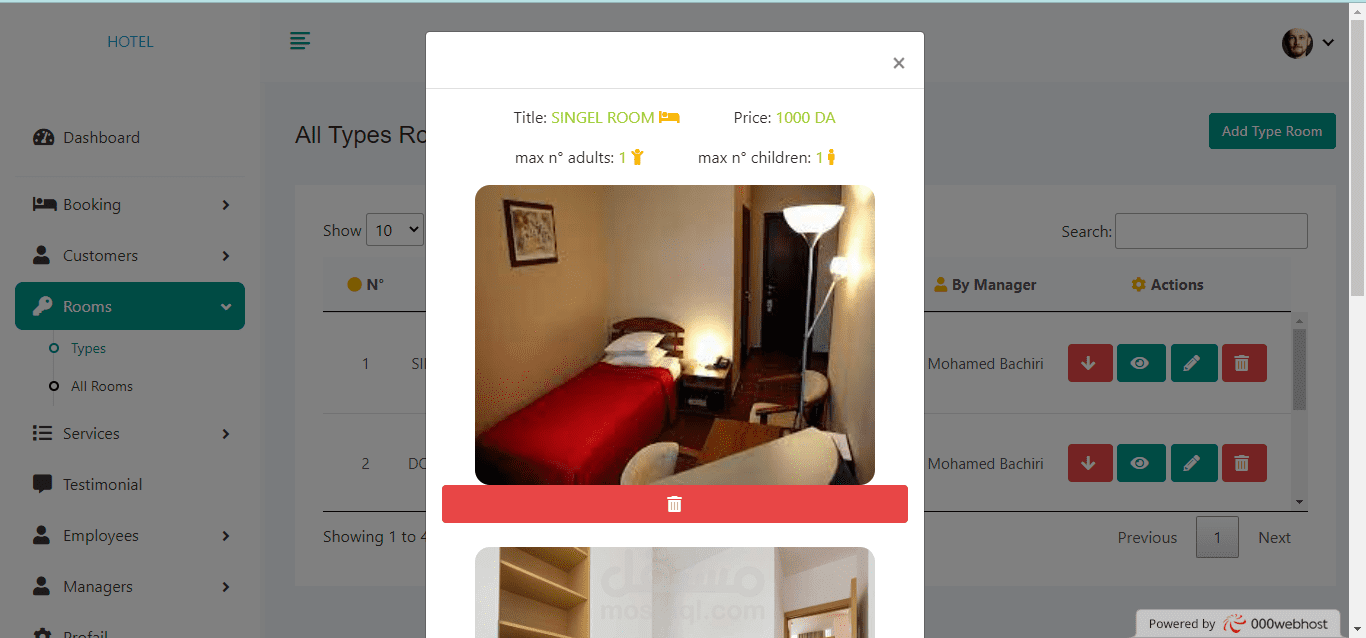 HOTEL
Dashboard
Booking
Customers
Rooms
Types
All Rooms
Services
Testimonial
Employees
Managers
Profail
All Types Ro
Add Type Room
Show 10
Search:
N°
By Manager
Actions
1 SI
Mohamed Bachiri
2 DO
Mohamed Bachiri
Showing 1 to 4
Previous 1 Next
×
Title: SINGEL ROOM
Price: 1000 DA
max n° adults: 1
max n° children: 1
مستقل
mostaql.com
Powered by 000webhost